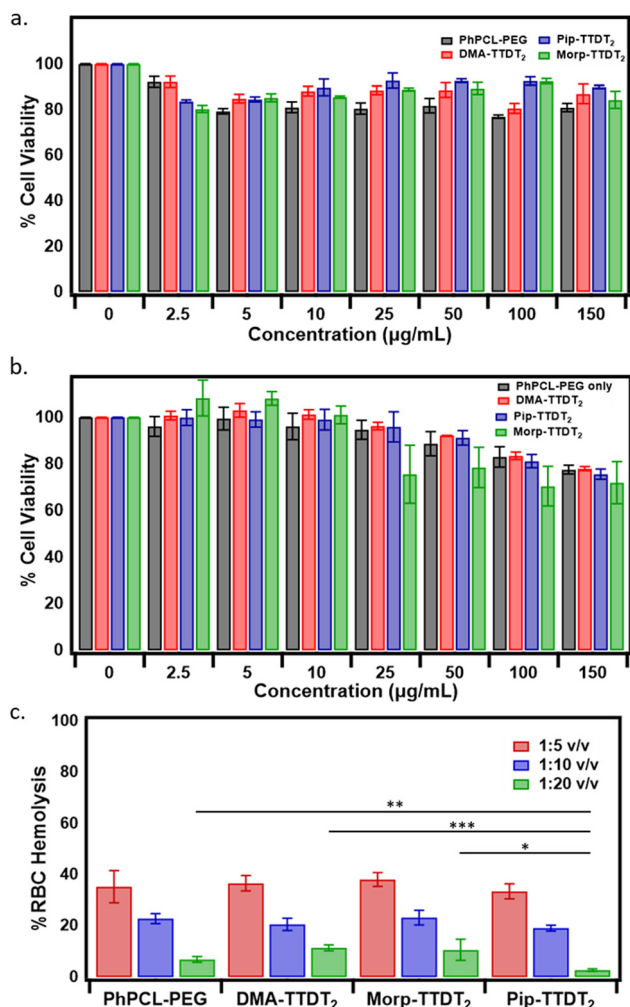 a.
PhPCL-PEG
Pip-TTDT₂
DMA-TTDT₂
Morp-TTDT₂
% Cell Viability
100
80
60
40
20
0
0 2.5 5 10 25 50 100 150
Concentration (µg/mL)
b.
PhPCL-PEG only
DMA-TTDT₂
Pip-TTDT₂
Morp-TTDT₂
% Cell Viability
100
80
60
40
20
0
0 2.5 5 10 25 50 100 150
Concentration (µg/mL)
c.
1:5 v/v
1:10 v/v
1:20 v/v
% RBC Hemolysis
100
80
60
40
20
0
**
***
*
PhPCL-PEG DMA-TTDT₂ Morp-TTDT₂ Pip-TTDT₂